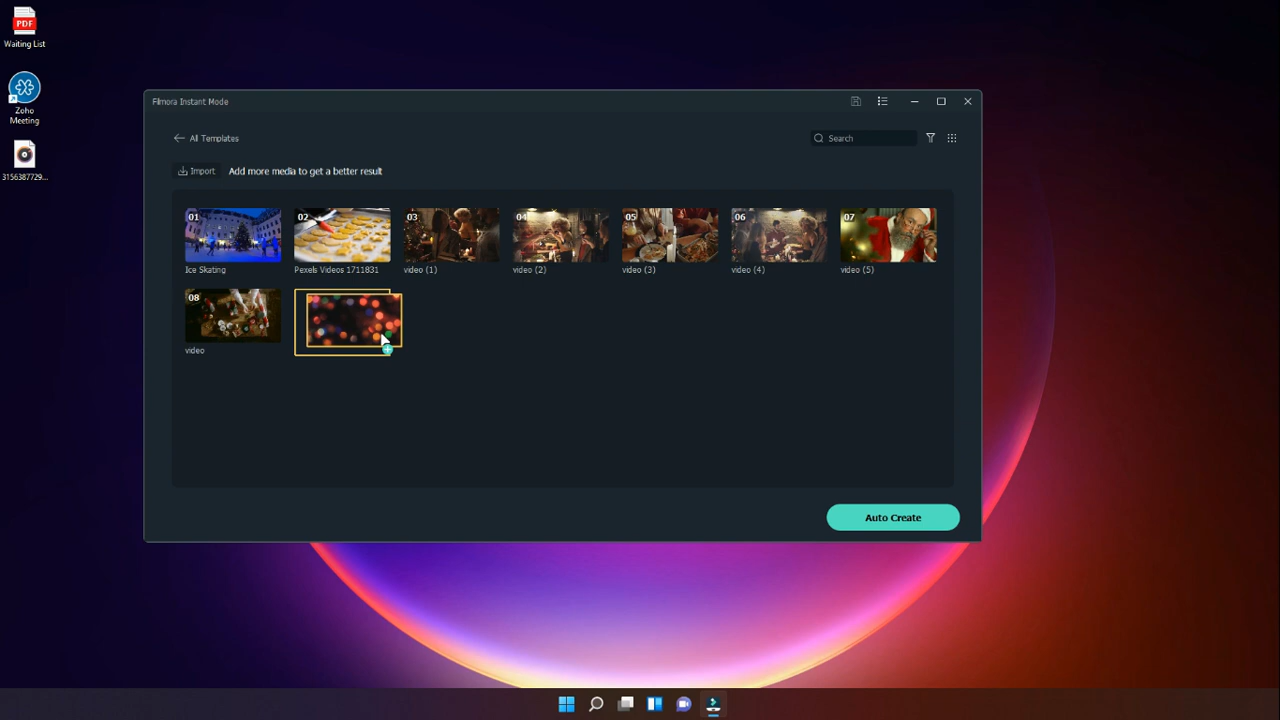 PDF
Waiting List
Zoho
Meeting
3156387729...
Filmora Instant Mode
All Templates
Search
Import
Add more media to get a better result
01
02
03
04
05
06
07
Ice Skating
Pexels Videos 1711831
video (1)
video (2)
video (3)
video (4)
video (5)
08
video
Auto Create